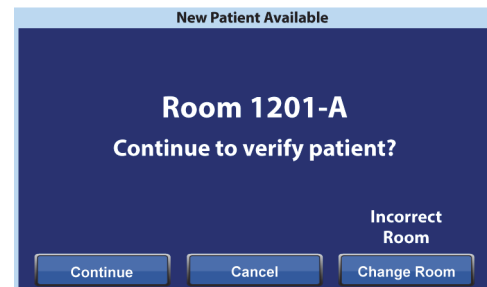 New Patient Available
Room 1201-A
Continue to verify patient?
Incorrect
Room
Continue
Cancel
Change Room